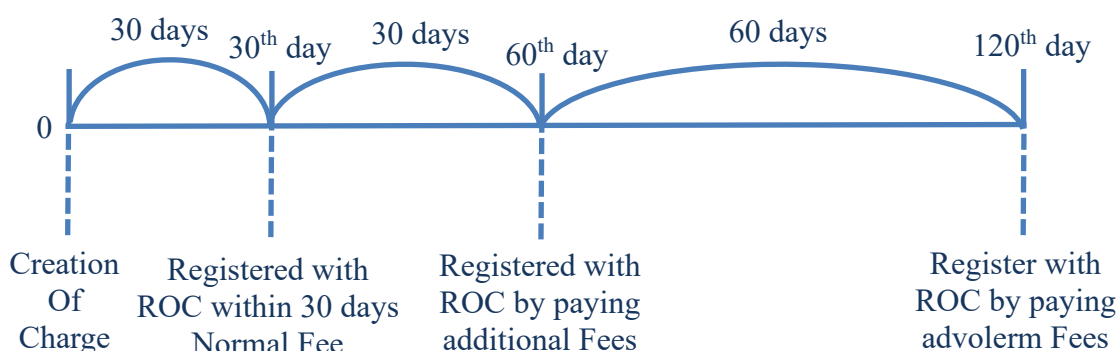 30 days
30th day
30 days
60th day
60 days
120th day
0
Creation
Of
Charge
Registered with
ROC within 30 days
Normal Fee
Registered with
ROC by paying
additional Fees
Register with
ROC by paying
advolerm Fees